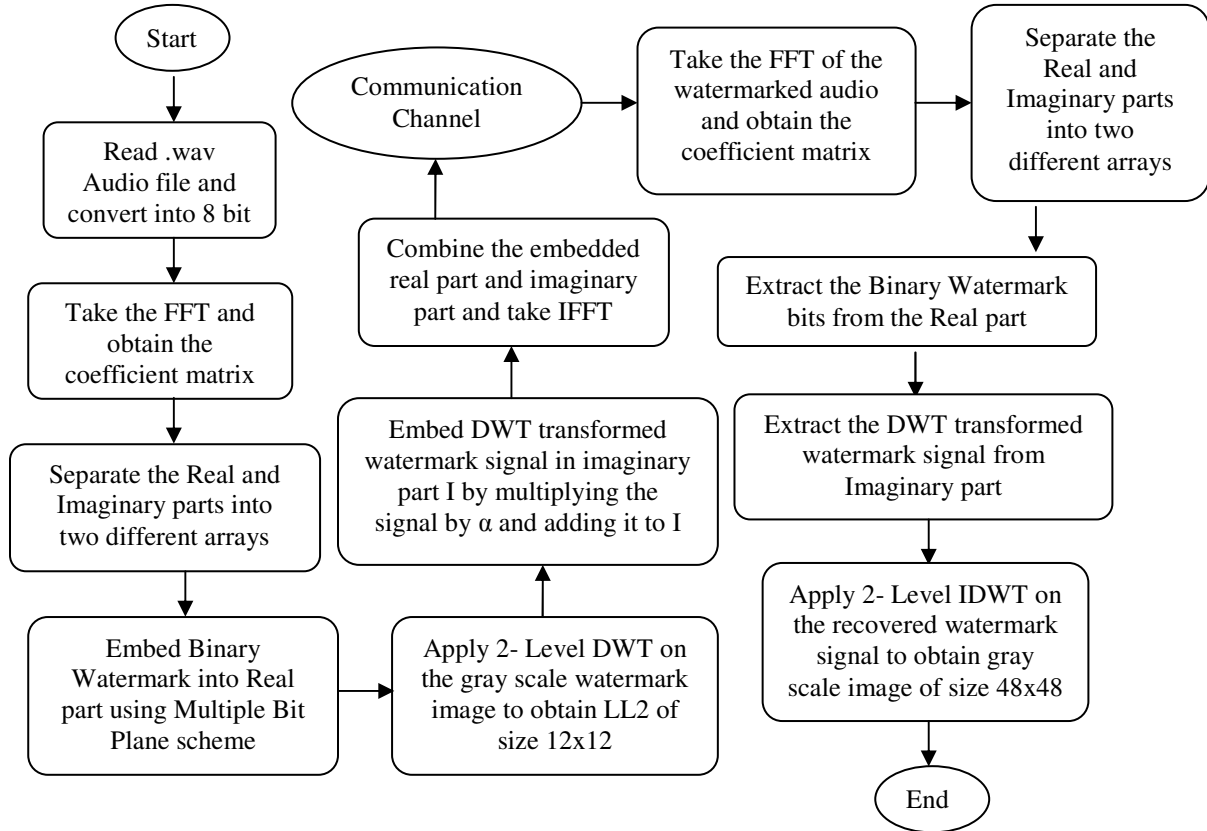 Start
Read .wav
Audio file and
convert into 8 bit
Take the FFT and
obtain the
coefficient matrix
Separate the Real and
Imaginary parts into
two different arrays
Embed Binary
Watermark into Real
part using Multiple Bit
Plane scheme
Apply 2- Level DWT on
the gray scale watermark
image to obtain LL2 of
size 12x12
Embed DWT transformed
watermark signal in imaginary
part I by multiplying the
signal by α and adding it to I
Combine the embedded
real part and imaginary
part and take IFFT
Communication
Channel
Take the FFT of the
watermarked audio
and obtain the
coefficient matrix
Separate the
Real and
Imaginary parts
into two
different arrays
Extract the Binary Watermark
bits from the Real part
Extract the DWT transformed
watermark signal from
Imaginary part
Apply 2- Level IDWT on
the recovered watermark
signal to obtain gray
scale image of size 48x48
End